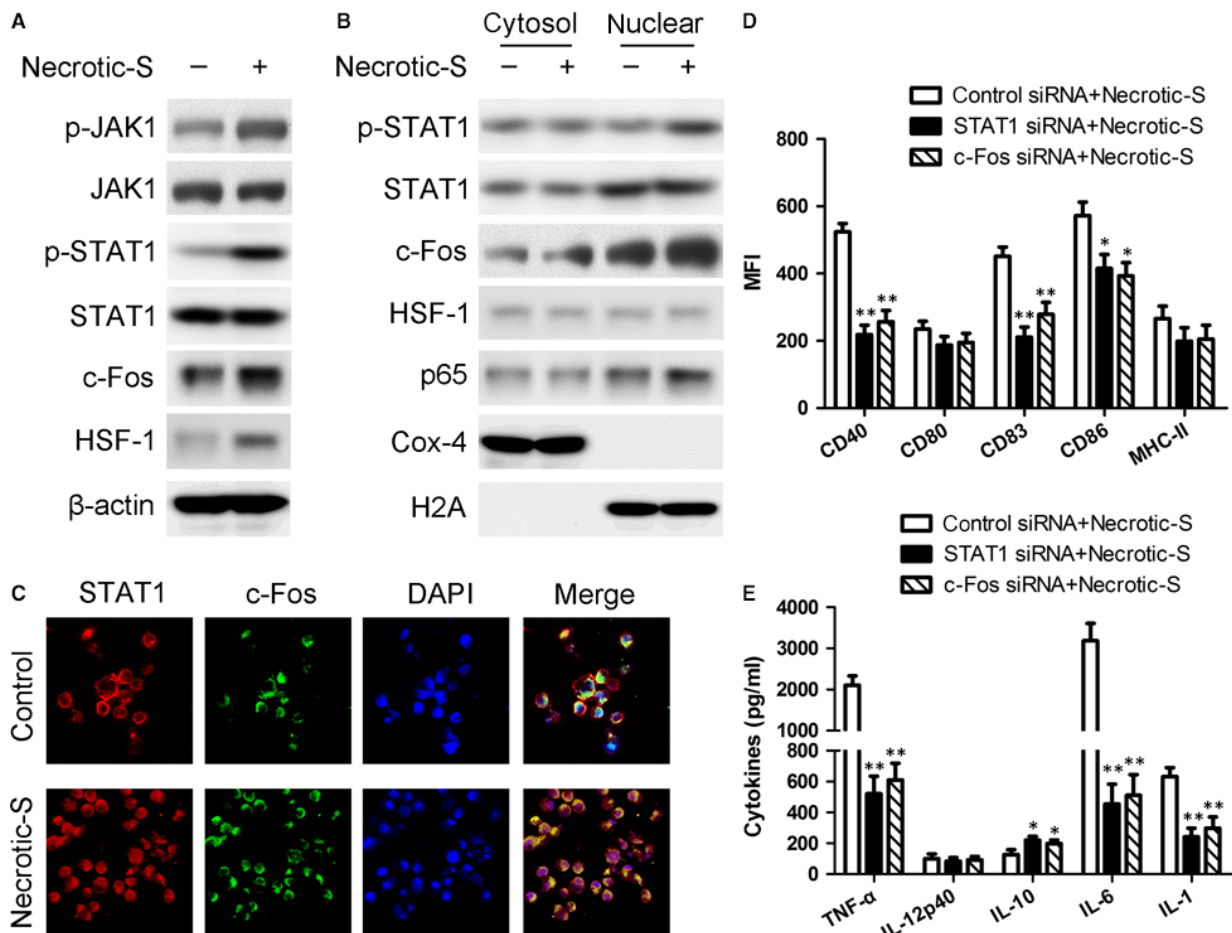 A
Necrotic-S − +
p-JAK1
JAK1
p-STAT1
STAT1
c-Fos
HSF-1
β-actin
B
Cytosol Nuclear
Necrotic-S − + − +
p-STAT1
STAT1
c-Fos
HSF-1
p65
Cox-4
H2A
C
STAT1 c-Fos DAPI Merge
Control
Necrotic-S
D
Control siRNA+Necrotic-S
STAT1 siRNA+Necrotic-S
c-Fos siRNA+Necrotic-S
MFI
800
600
400
200
0
** ** ** ** * *
CD40 CD80 CD83 CD86 MHC-II
E
Control siRNA+Necrotic-S
STAT1 siRNA+Necrotic-S
c-Fos siRNA+Necrotic-S
Cytokines (pg/ml)
4000
3000
2000
1000
800
600
400
200
0
** ** * * ** ** ** **
TNF-α IL-12p40 IL-10 IL-6 IL-1